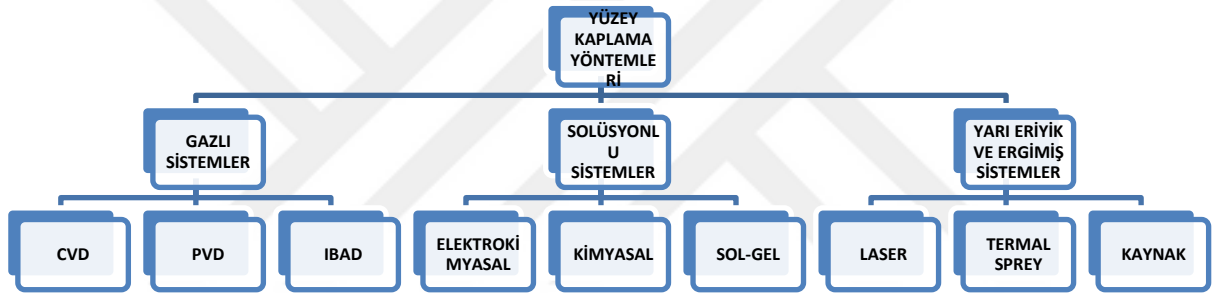 YÜZEY
KAPLAMA
YÖNTEMLE
Rİ
GAZLI
SİSTEMLER
SOLÜSYONL
U
SİSTEMLER
YARI ERİYİK
VE ERGİMİŞ
SİSTEMLER
CVD
PVD
IBAD
ELEKTROKİ
MYASAL
KİMYASAL
SOL-GEL
LASER
TERMAL
SPREY
KAYNAK